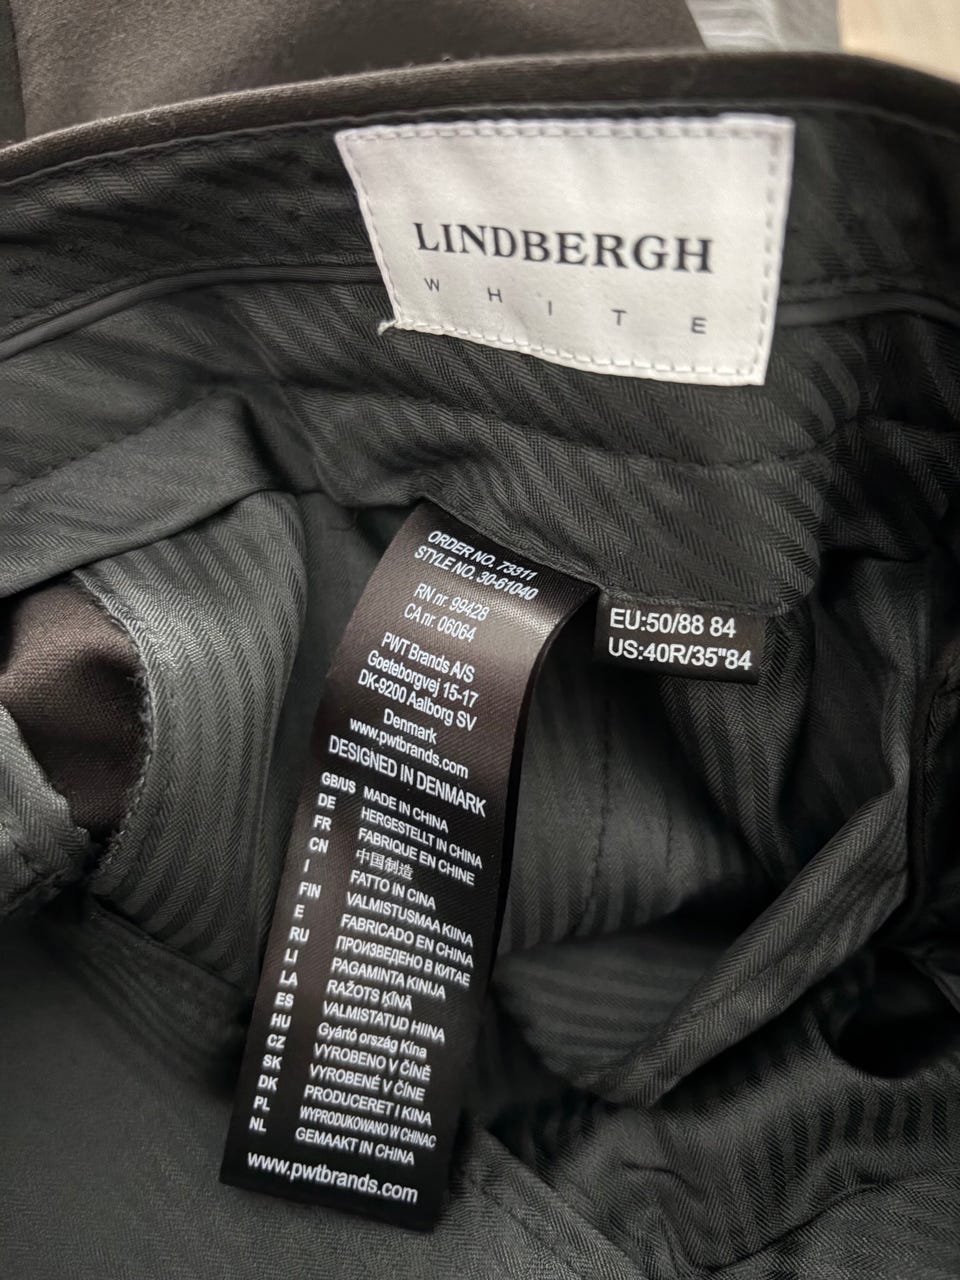 LINDBERGH
WHITE
ORDER NO. 73311
STYLE NO. 30-61040
RN nr. 99428
CA nr. 06064
PWT Brands A/S
Goeteborgvej 15-17
DK-9200 Aalborg SV
Denmark
www.pwtbrands.com
DESIGNED IN DENMARK
GB/US MADE IN CHINA
DE HERGESTELLT IN CHINA
FR FABRIQUE EN CHINE
CN 中国制造
I FATTO IN CINA
FIN VALMISTUSMAA KIINA
E FABRICADO EN CHINA
RU ПРОИЗВЕДЕНО В КИТАЕ
LI PAGAMINTA KINIJA
LA RAŽOTS ĶĪNĀ
ES VALMISTATUD HIINA
HU Gyártó ország Kína
CZ VYROBENO V ČÍNĚ
SK VYROBENÉ V ČÍNE
DK PRODUCERET I KINA
PL WYPRODUKOWANO W CHINAC
NL GEMAAKT IN CHINA
www.pwtbrands.com
EU:50/88 84
US:40R/35"84